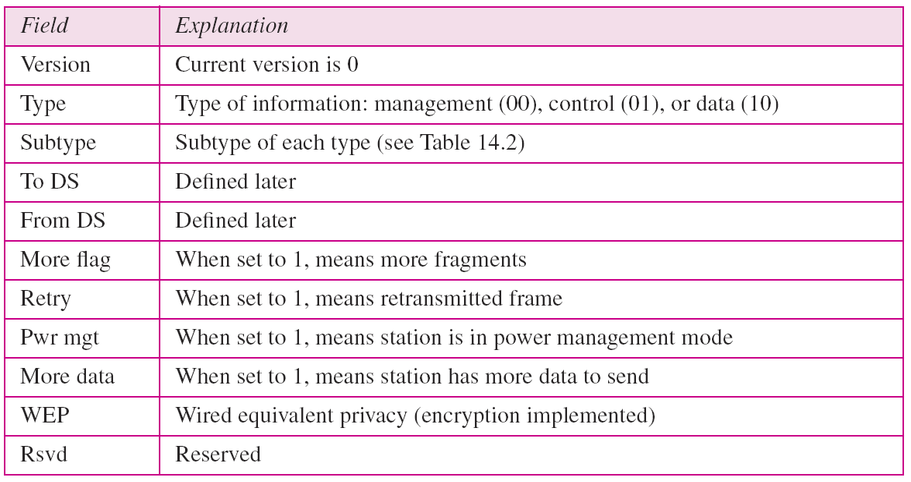 Field Explanation
Version Current version is 0
Type Type of information: management (00), control (01), or data (10)
Subtype Subtype of each type (see Table 14.2)
To DS Defined later
From DS Defined later
More flag When set to 1, means more fragments
Retry When set to 1, means retransmitted frame
Pwr mgt When set to 1, means station is in power management mode
More data When set to 1, means station has more data to send
WEP Wired equivalent privacy (encryption implemented)
Rsvd Reserved